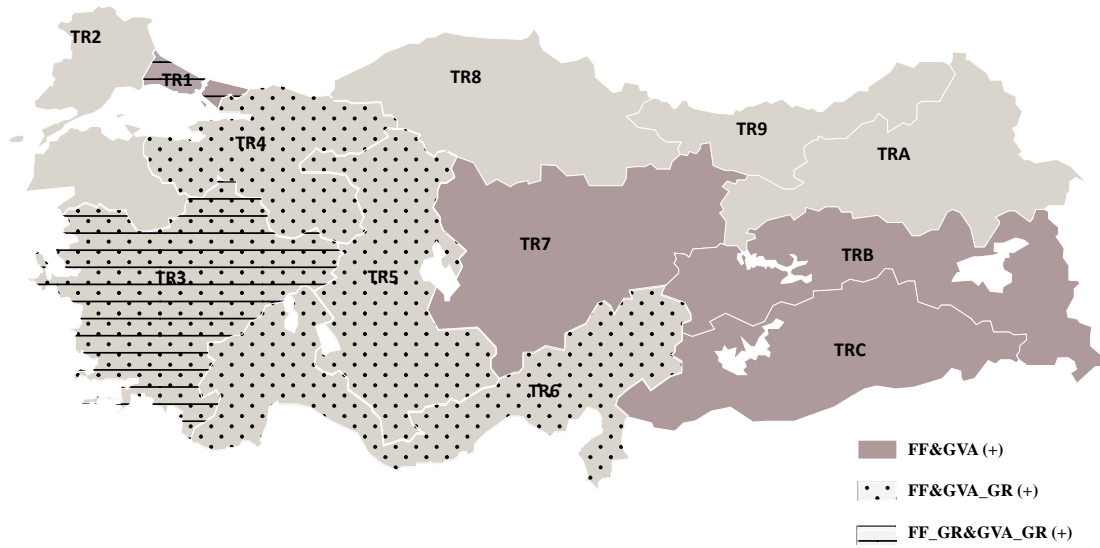 TR2
TR1
TR8
TR9
TR4
TRA
TR7
TRB
TR3
TR5
TRC
TR6
FF&GVA (+)
FF&GVA_GR (+)
FF_GR&GVA_GR (+)